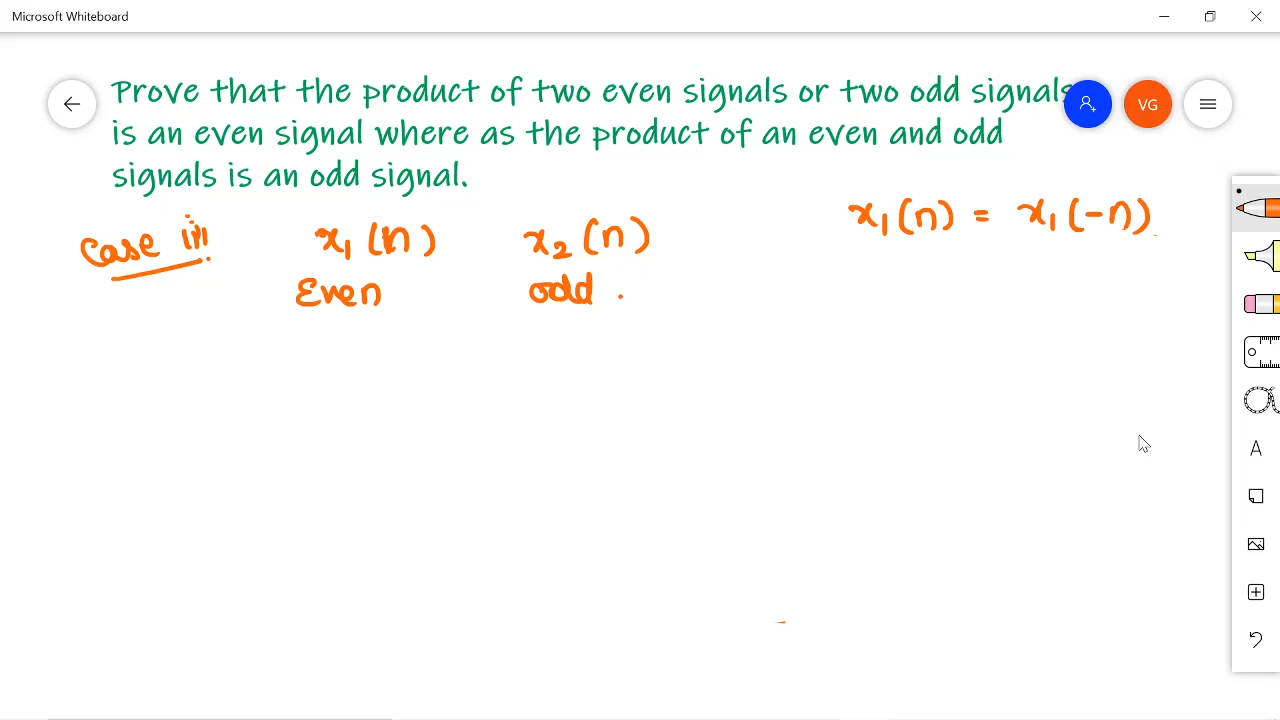 Microsoft Whiteboard
Prove that the product of two even signals or two odd signals
is an even signal where as the product of an even and odd
signals is an odd signal.
VG
x₁(n) = x₁(-n).
Case iii. x₁(n) x₂(n)
Even odd .
A